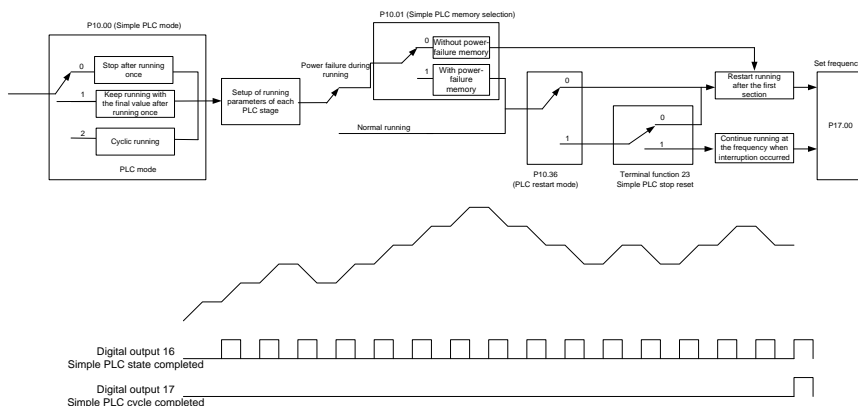 P10.00 (Simple PLC mode)
0
Stop after running
once
1
Keep running with
the final value after
running once
2
Cyclic running
PLC mode
Setup of running
parameters of each
PLC stage
Power failure during
running
Normal running
P10.01 (Simple PLC memory selection)
0
Without power-
failure memory
1
With power-
failure memory
0
1
P10.36
(PLC restart mode)
0
1
Terminal function 23
Simple PLC stop reset
Restart running
after the first
section
Continue running at
the frequency when
interruption occurred
Set frequency
P17.00
Digital output 16
Simple PLC state completed
Digital output 17
Simple PLC cycle completed